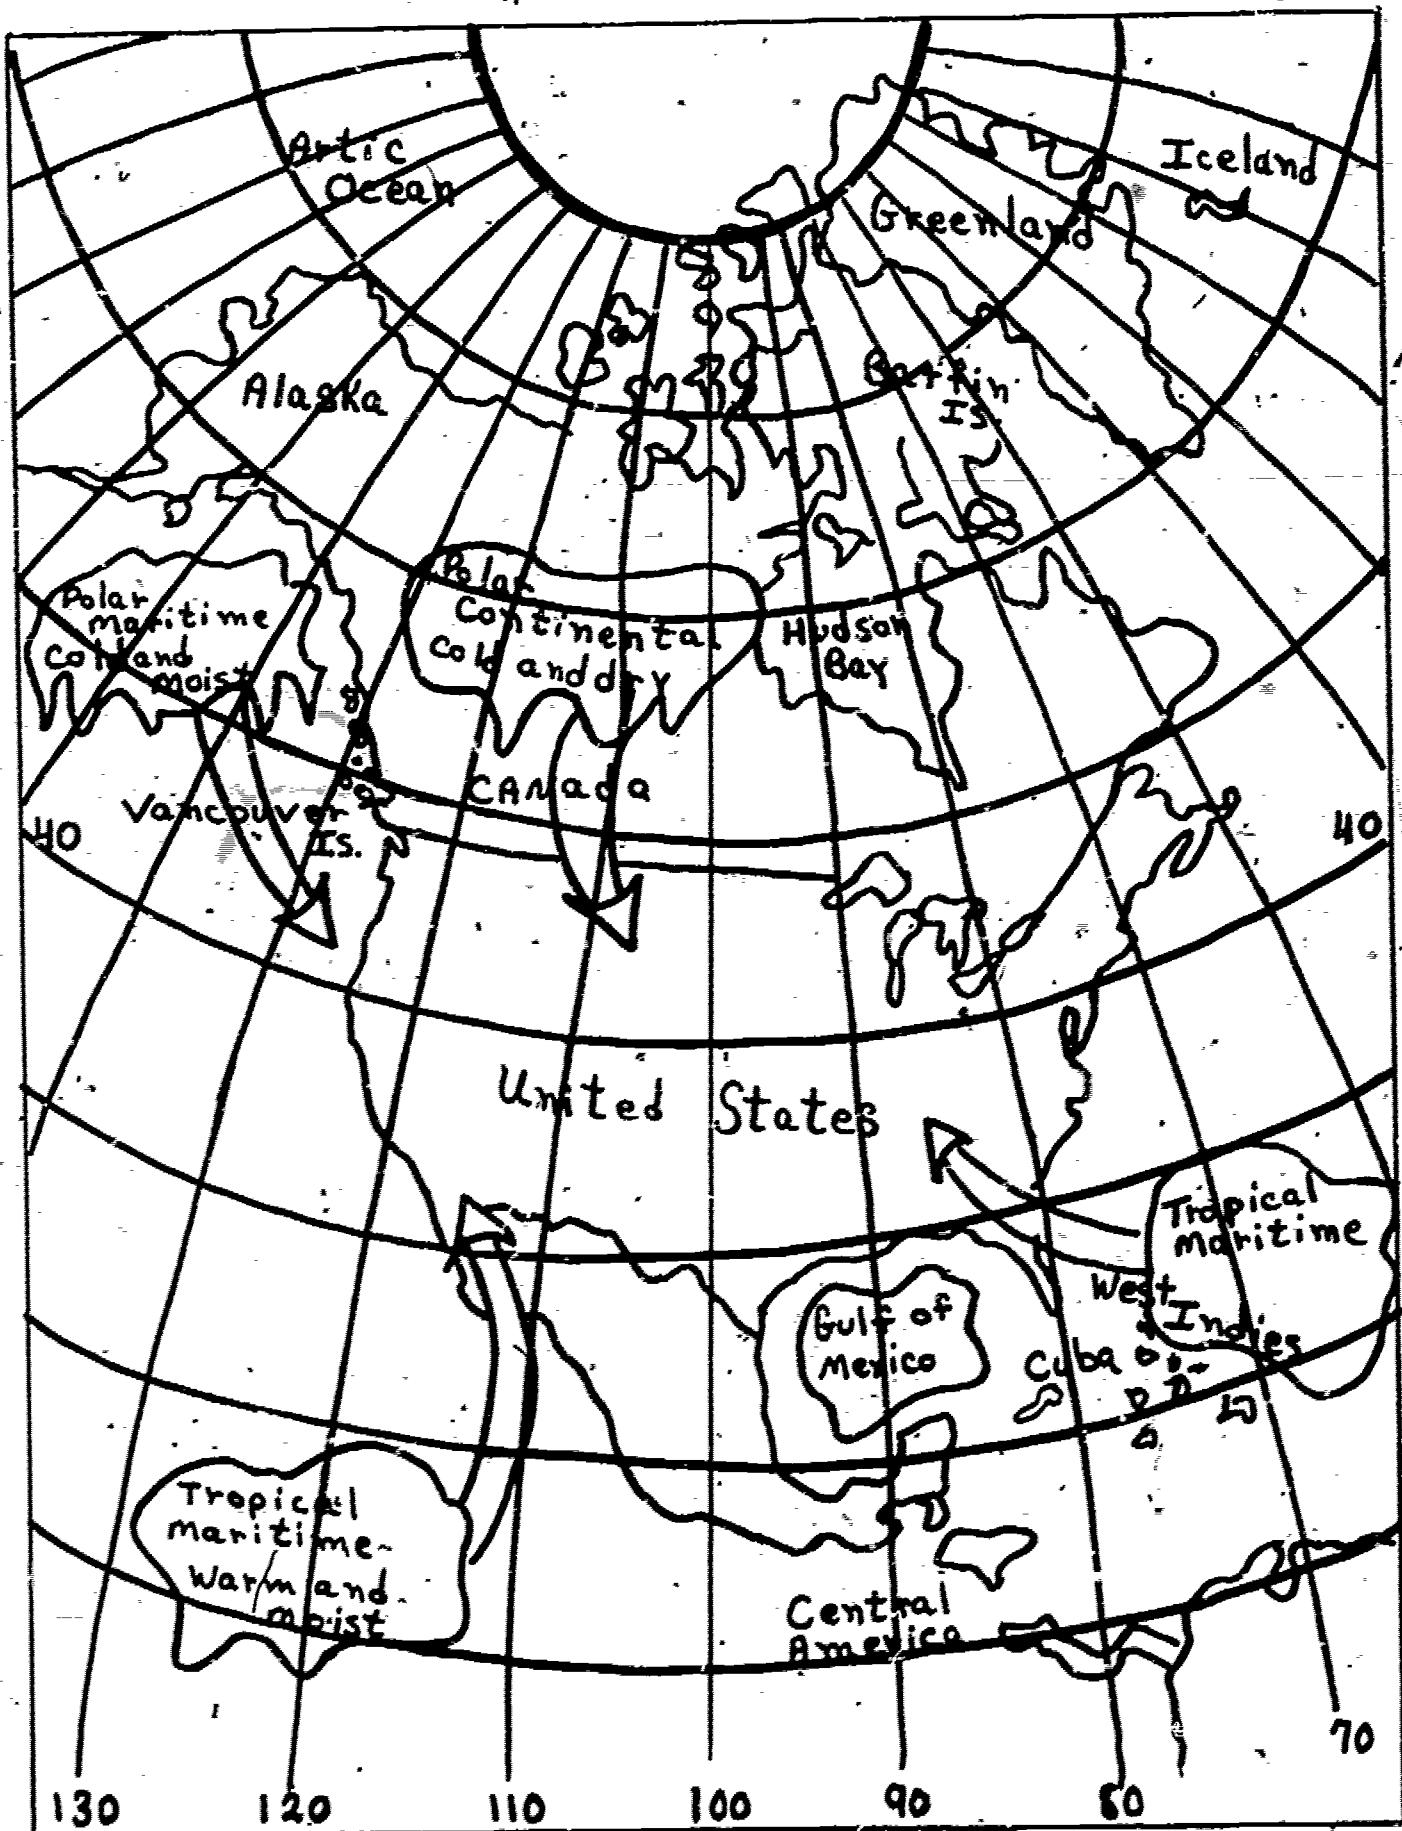 Artic
Ocean
Iceland
Greenland
Alaska
Baffin
Is.
Polar
maritime
Cold and
moist
Polar
Continental
Cold and dry
Hudson
Bay
CANada
Vancouver
Is.
40
40
United States
Tropical
maritime
West
Indies
Gulf of
Mexico
Cuba
Tropical
maritime-
Warm and
moist
Central
America
70
130
120
110
100
90
80